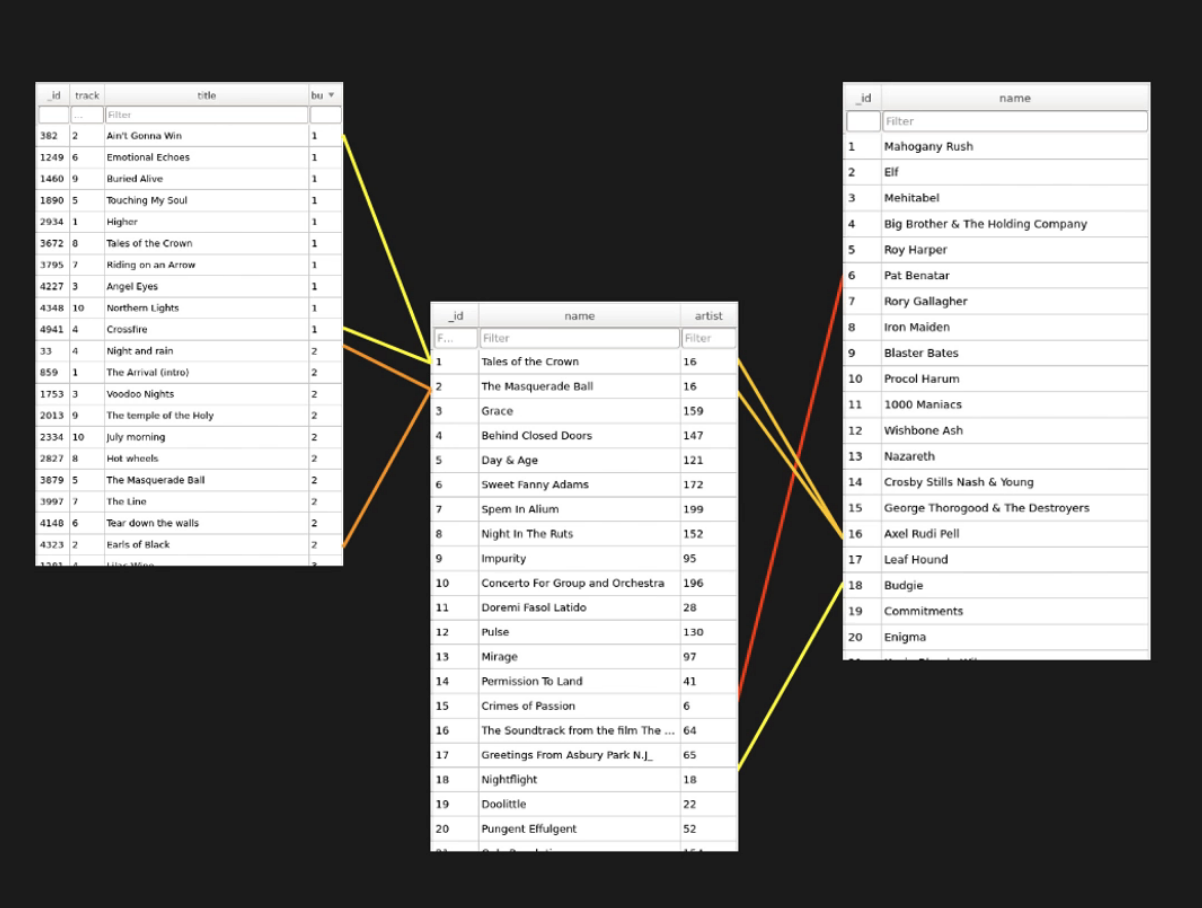 _id track title bu
... Filter
382 2 Ain't Gonna Win 1
1249 6 Emotional Echoes 1
1460 9 Buried Alive 1
1890 5 Touching My Soul 1
2934 1 Higher 1
3672 8 Tales of the Crown 1
3795 7 Riding on an Arrow 1
4227 3 Angel Eyes 1
4348 10 Northern Lights 1
4941 4 Crossfire 1
33 4 Night and rain 2
859 1 The Arrival (intro) 2
1753 3 Voodoo Nights 2
2013 9 The temple of the Holy 2
2334 10 July morning 2
2827 8 Hot wheels 2
3879 5 The Masquerade Ball 2
3997 7 The Line 2
4148 6 Tear down the walls 2
4323 2 Earls of Black 2
_id name artist
F... Filter Filter
1 Tales of the Crown 16
2 The Masquerade Ball 16
3 Grace 159
4 Behind Closed Doors 147
5 Day & Age 121
6 Sweet Fanny Adams 172
7 Spem In Alium 199
8 Night In The Ruts 152
9 Impurity 95
10 Concerto For Group and Orchestra 196
11 Doremi Fasol Latido 28
12 Pulse 130
13 Mirage 97
14 Permission To Land 41
15 Crimes of Passion 6
16 The Soundtrack from the film The ... 64
17 Greetings From Asbury Park N.J_ 65
18 Nightflight 18
19 Doolittle 22
20 Pungent Effulgent 52
_id name
Filter
1 Mahogany Rush
2 Elf
3 Mehitabel
4 Big Brother & The Holding Company
5 Roy Harper
6 Pat Benatar
7 Rory Gallagher
8 Iron Maiden
9 Blaster Bates
10 Procol Harum
11 1000 Maniacs
12 Wishbone Ash
13 Nazareth
14 Crosby Stills Nash & Young
15 George Thorogood & The Destroyers
16 Axel Rudi Pell
17 Leaf Hound
18 Budgie
19 Commitments
20 Enigma